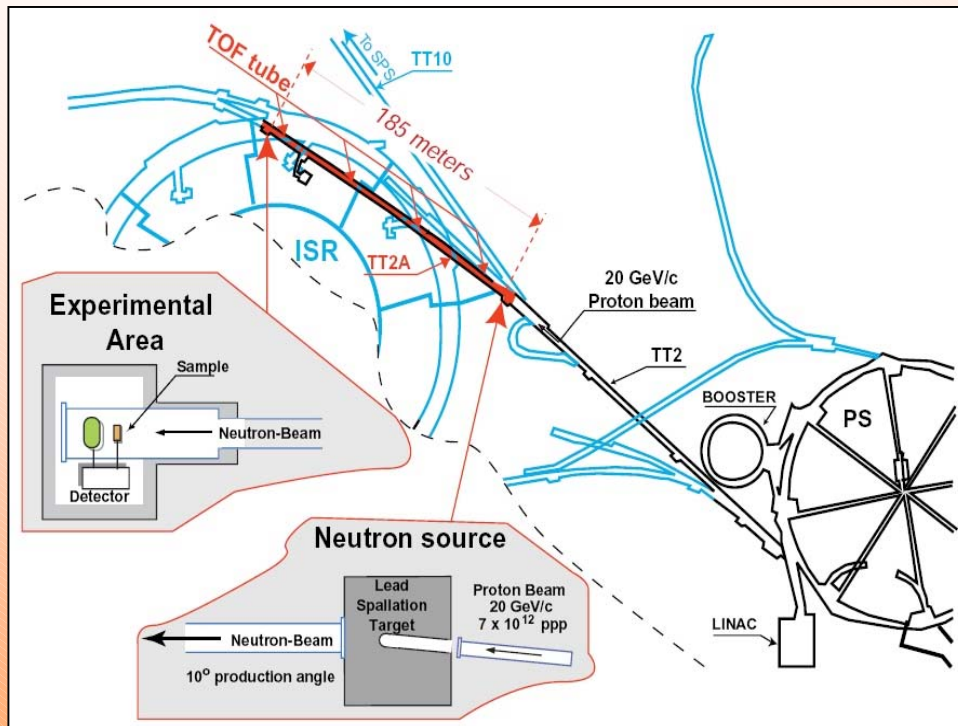 TOF tube
To SPS
TT10
185 meters
ISR
TT2A
20 GeV/c
Proton beam
TT2
BOOSTER
PS
LINAC
Experimental
Area
Sample
Neutron-Beam
Detector
Neutron source
Lead
Spallation
Target
Proton Beam
20 GeV/c
7 x 10¹² ppp
Neutron-Beam
10° production angle